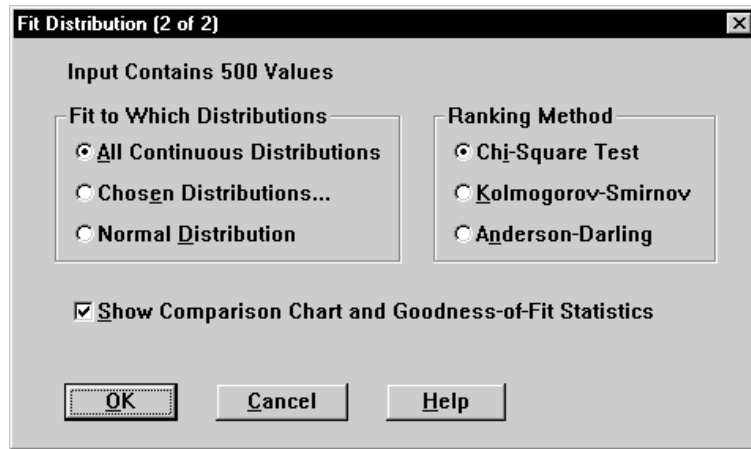 Fit Distribution (2 of 2)
Input Contains 500 Values
Fit to Which Distributions
All Continuous Distributions
Chosen Distributions...
Normal Distribution
Ranking Method
Chi-Square Test
Kolmogorov-Smirnov
Anderson-Darling
Show Comparison Chart and Goodness-of-Fit Statistics
OK
Cancel
Help